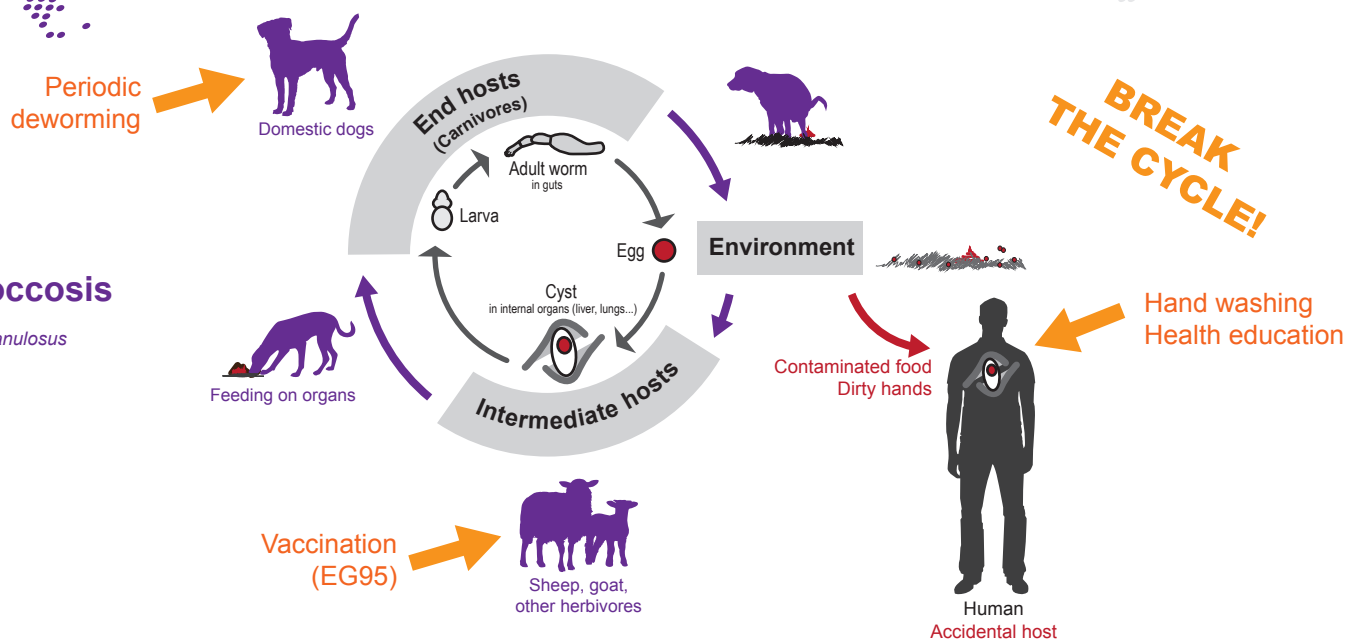 Periodic
deworming
Domestic dogs
End hosts
(Carnivores)
Adult worm
in guts
Larva
Egg
Environment
BREAK
THE CYCLE!
occosis
anulosus
Cyst
in internal organs (liver, lungs...)
Feeding on organs
Intermediate hosts
Contaminated food
Dirty hands
Hand washing
Health education
Vaccination
(EG95)
Sheep, goat,
other herbivores
Human
Accidental host